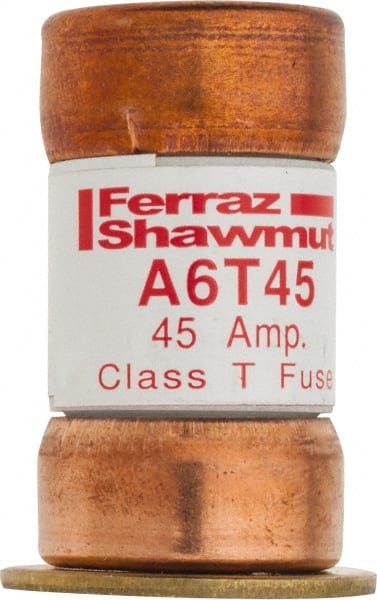 Ferraz
Shawmut
A6T45
45 Amp.
Class T Fuse